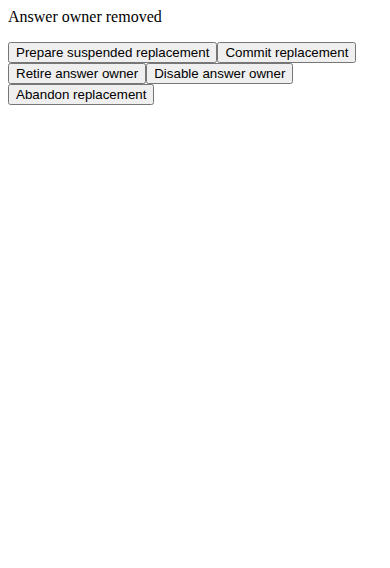 Answer owner removed
Prepare suspended replacement Commit replacement
Retire answer owner Disable answer owner
Abandon replacement